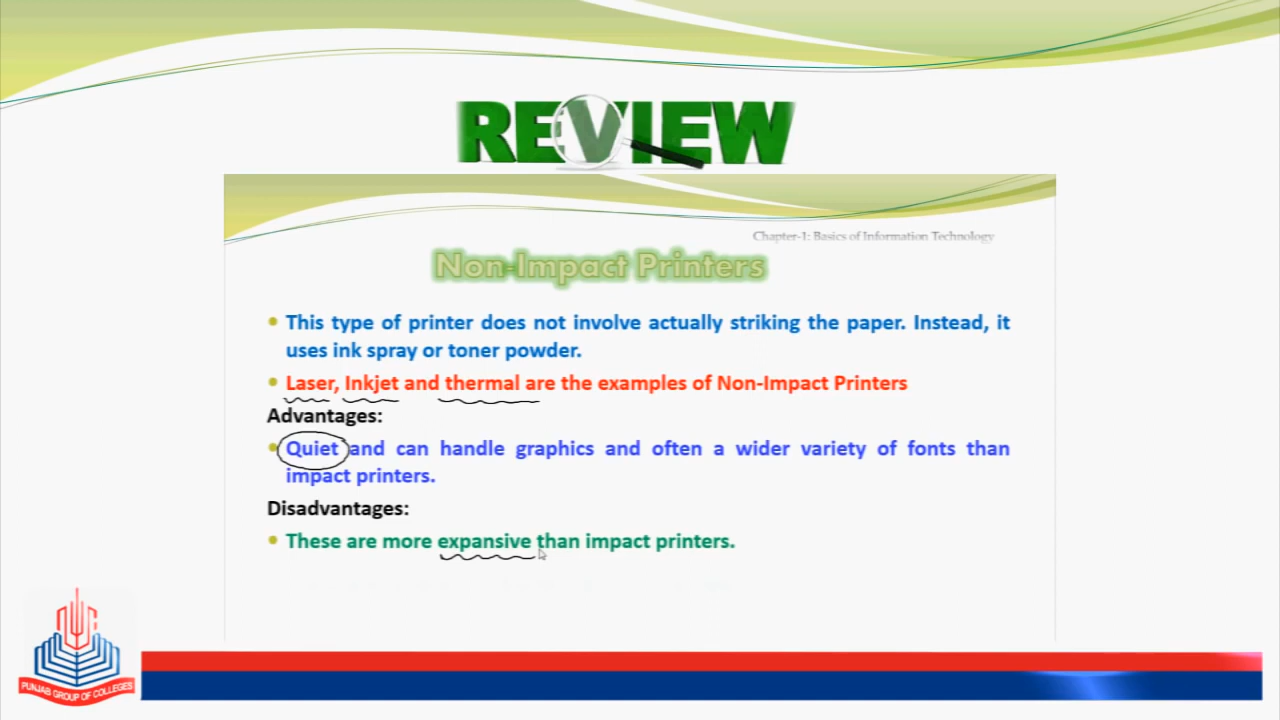 REVIEW
Chapter-1: Basics of Information Technology
Non-Impact Printers
• This type of printer does not involve actually striking the paper. Instead, it
uses ink spray or toner powder.
• Laser, Inkjet and thermal are the examples of Non-Impact Printers
Advantages:
• Quiet and can handle graphics and often a wider variety of fonts than
impact printers.
Disadvantages:
• These are more expansive than impact printers.
PUNJAB GROUP OF COLLEGES